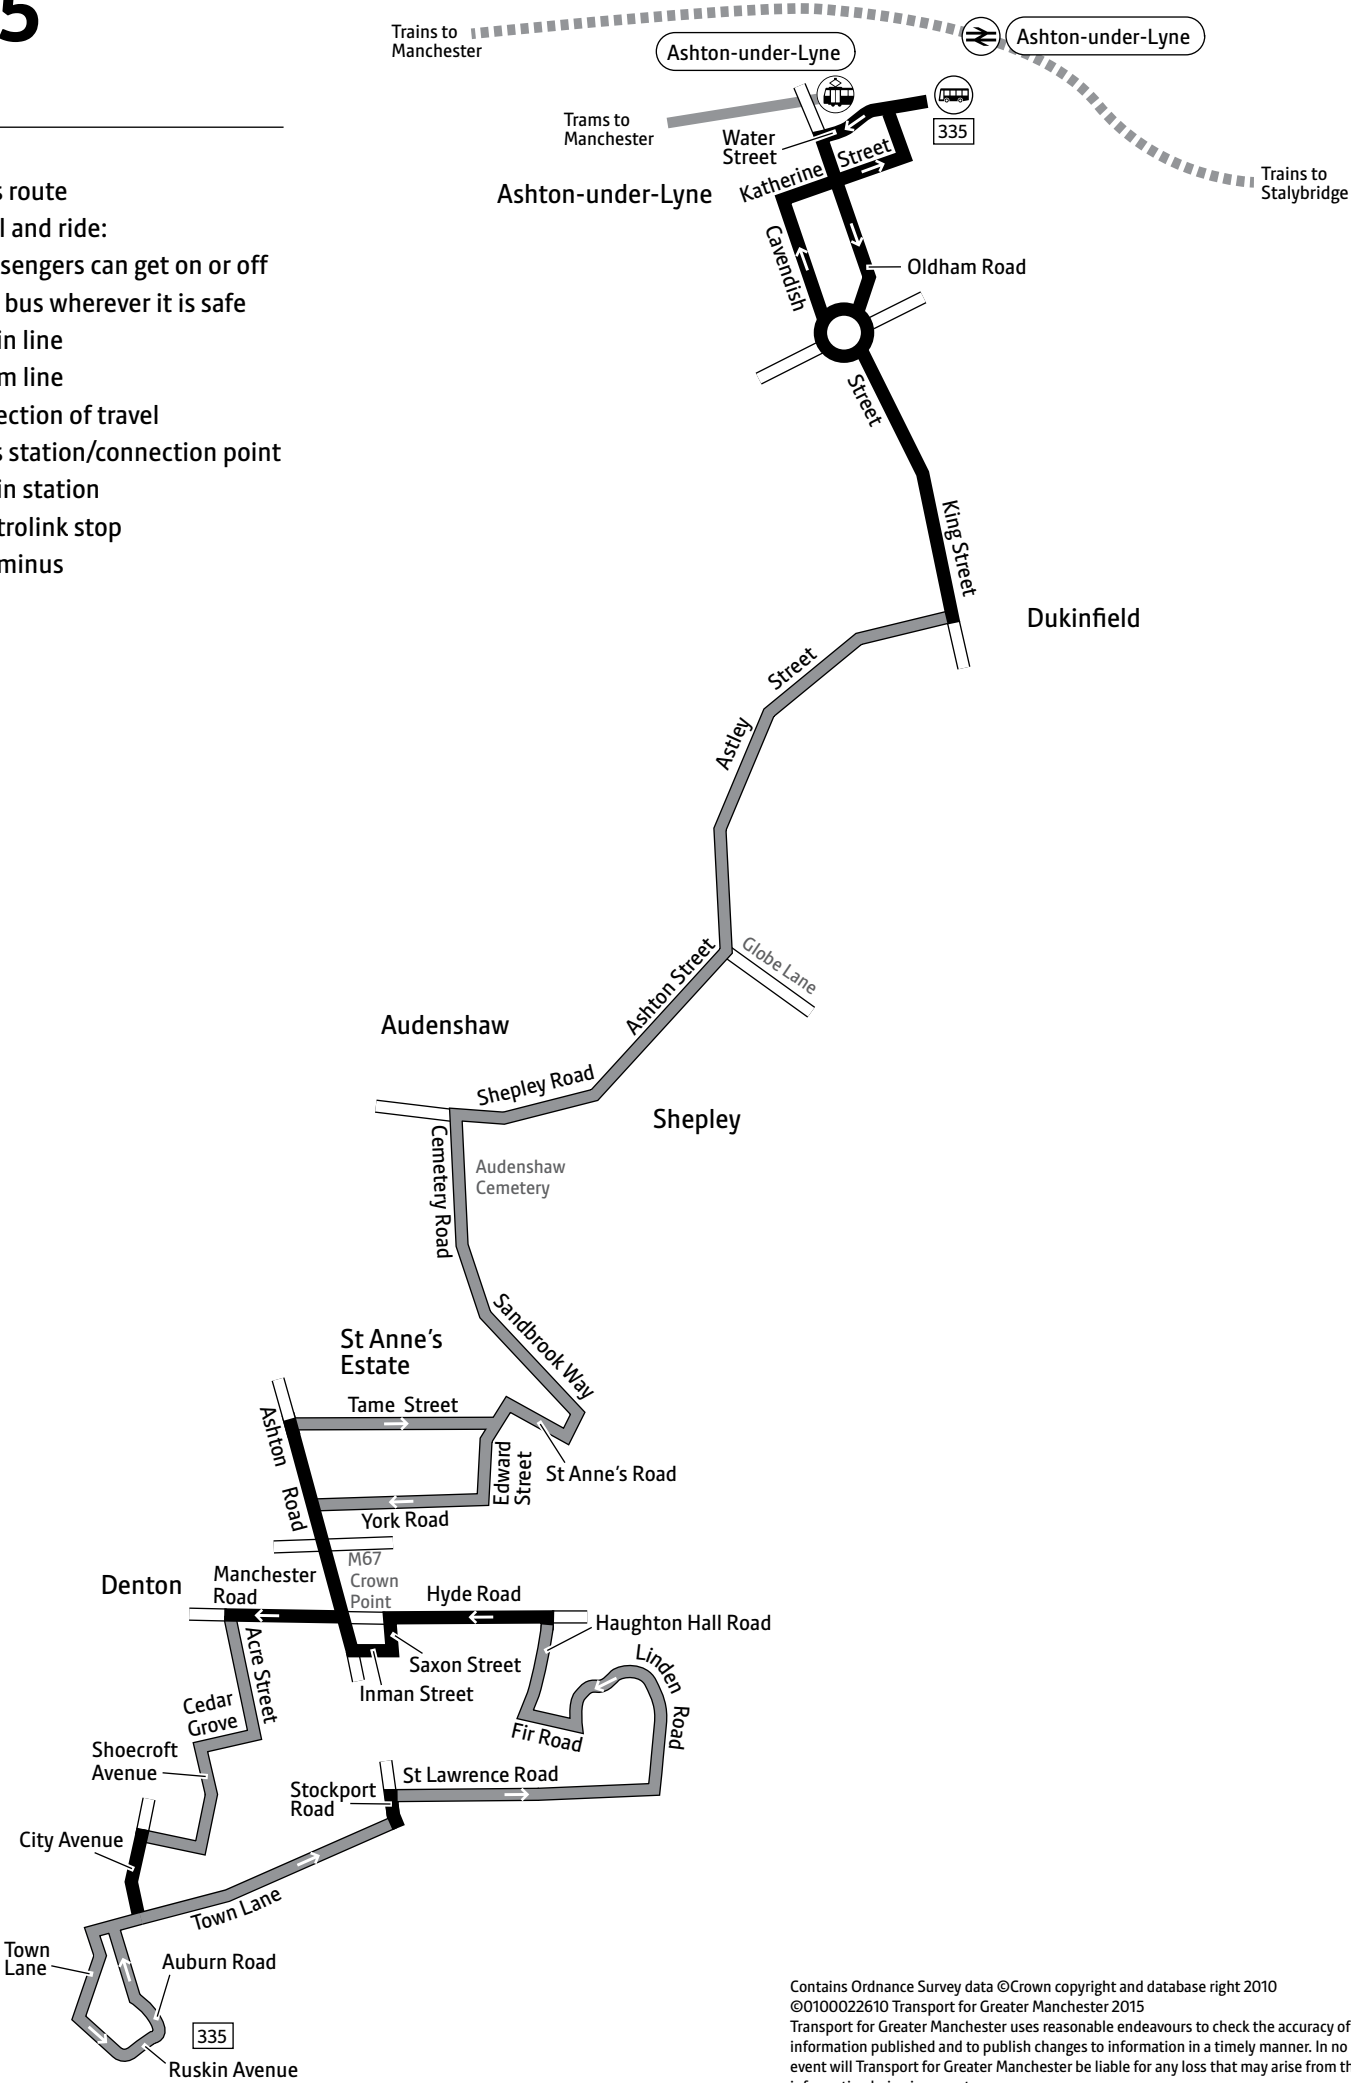 5
s route
l and ride:
sengers can get on or off
bus wherever it is safe
in line
m line
ection of travel
s station/connection point
in station
trolink stop
minus
Trains to
Manchester
Ashton-under-Lyne
Ashton-under-Lyne
Trams to
Manchester
Water
Street
335
Trains to
Stalybridge
Ashton-under-Lyne
Katherine Street
Cavendish
Street
Oldham Road
King Street
Dukinfield
Astley Street
Globe Lane
Ashton Street
Audenshaw
Shepley Road
Shepley
Cemetery Road
Audenshaw
Cemetery
Sandbrook Way
St Anne's
Estate
Tame Street
Ashton Road
Edward
Street
St Anne's Road
York Road
M67
Crown
Point
Manchester
Road
Denton
Hyde Road
Haughton Hall Road
Acre Street
Saxon Street
Inman Street
Linden Road
Fir Road
Cedar
Grove
Shoecroft
Avenue
St Lawrence Road
Stockport
Road
City Avenue
Town Lane
Town
Lane
Auburn Road
335
Ruskin Avenue
Contains Ordnance Survey data ©Crown copyright and database right 2010
©0100022610 Transport for Greater Manchester 2015
Transport for Greater Manchester uses reasonable endeavours to check the accuracy of
information published and to publish changes to information in a timely manner. In no
event will Transport for Greater Manchester be liable for any loss that may arise from th